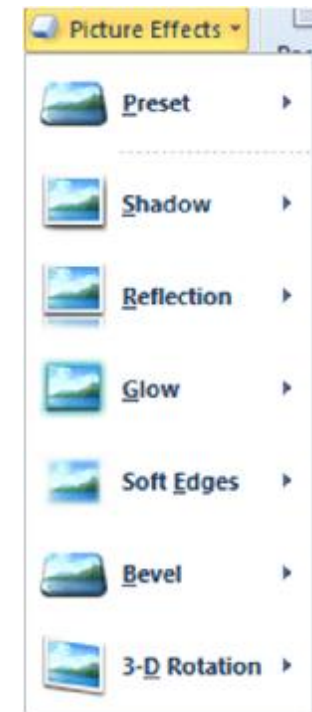 Picture Effects
Preset
Shadow
Reflection
Glow
Soft Edges
Bevel
3-D Rotation